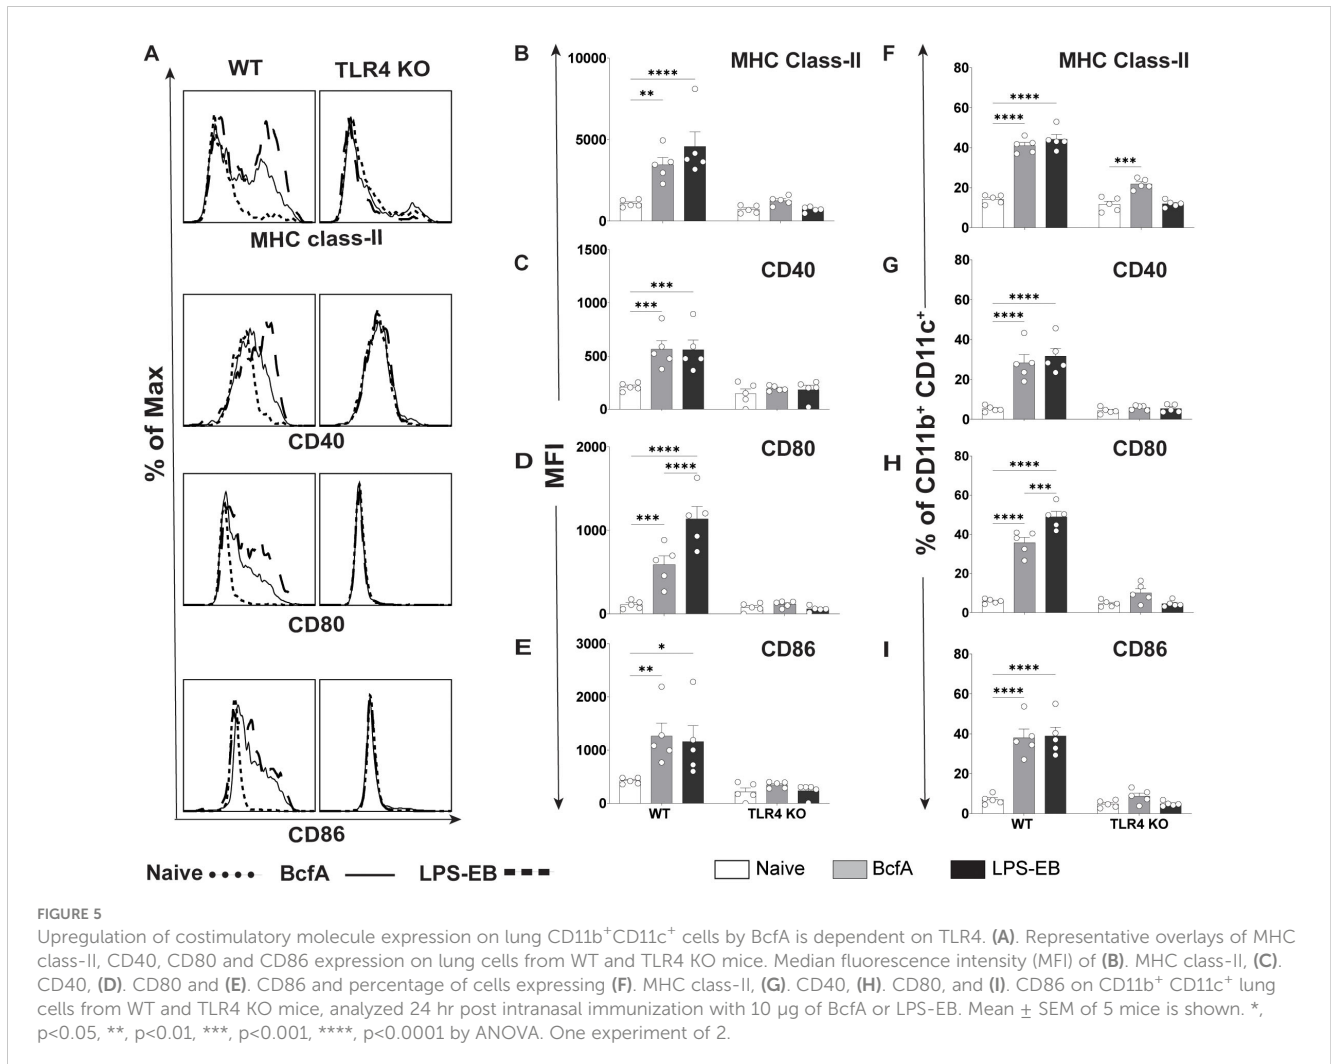 A
WT
TLR4 KO
MHC class-II
CD40
CD80
CD86
% of Max
Naive
BcfA
LPS-EB
B
MHC Class-II
10000
5000
0
****
**
C
CD40
1500
1000
500
0
***
***
D
CD80
2000
1000
0
****
****
***
E
CD86
3000
2000
1000
0
*
**
MFI
WT
TLR4 KO
F
MHC Class-II
80
60
40
20
0
****
****
***
G
CD40
80
60
40
20
0
****
****
H
CD80
80
60
40
20
0
****
***
****
I
CD86
80
60
40
20
0
****
****
% of CD11b⁺ CD11c⁺
WT
TLR4 KO
Naive
BcfA
LPS-EB
FIGURE 5
Upregulation of costimulatory molecule expression on lung CD11b⁺CD11c⁺ cells by BcfA is dependent on TLR4. (A). Representative overlays of MHC
class-II, CD40, CD80 and CD86 expression on lung cells from WT and TLR4 KO mice. Median fluorescence intensity (MFI) of (B). MHC class-II, (C).
CD40, (D). CD80 and (E). CD86 and percentage of cells expressing (F). MHC class-II, (G). CD40, (H). CD80, and (I). CD86 on CD11b⁺ CD11c⁺ lung
cells from WT and TLR4 KO mice, analyzed 24 hr post intranasal immunization with 10 µg of BcfA or LPS-EB. Mean ± SEM of 5 mice is shown. *,
p<0.05, **, p<0.01, ***, p<0.001, ****, p<0.0001 by ANOVA. One experiment of 2.